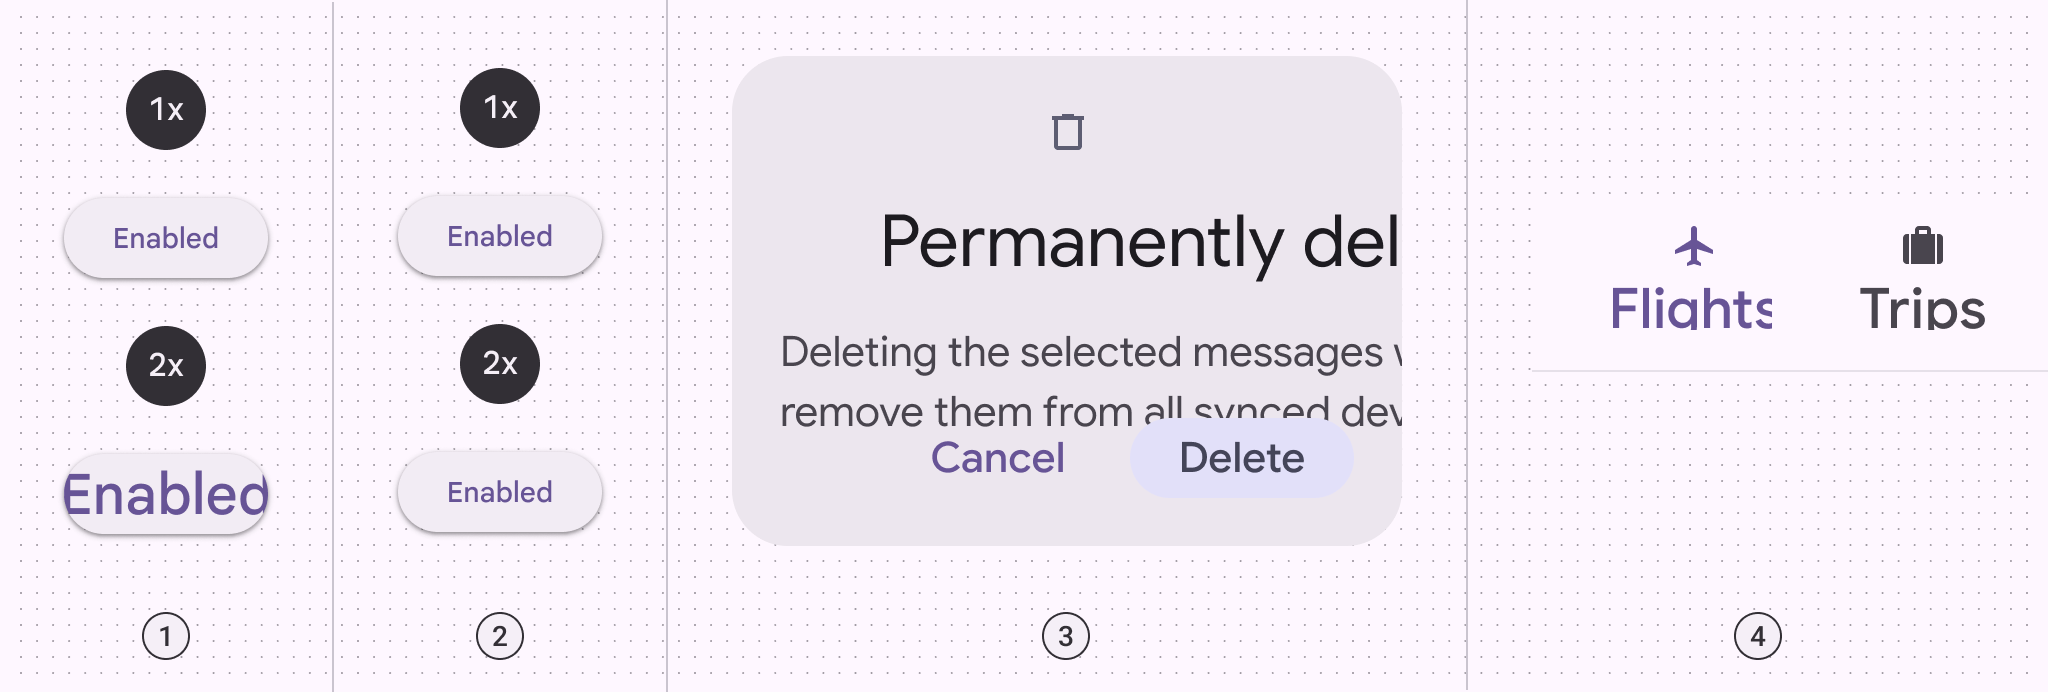 1x
Enabled
2x
Enabled
1
1x
Enabled
2x
Enabled
2
Permanently del
Deleting the selected messages
remove them from all synced dev
Cancel
Delete
3
Flights
Trips
4